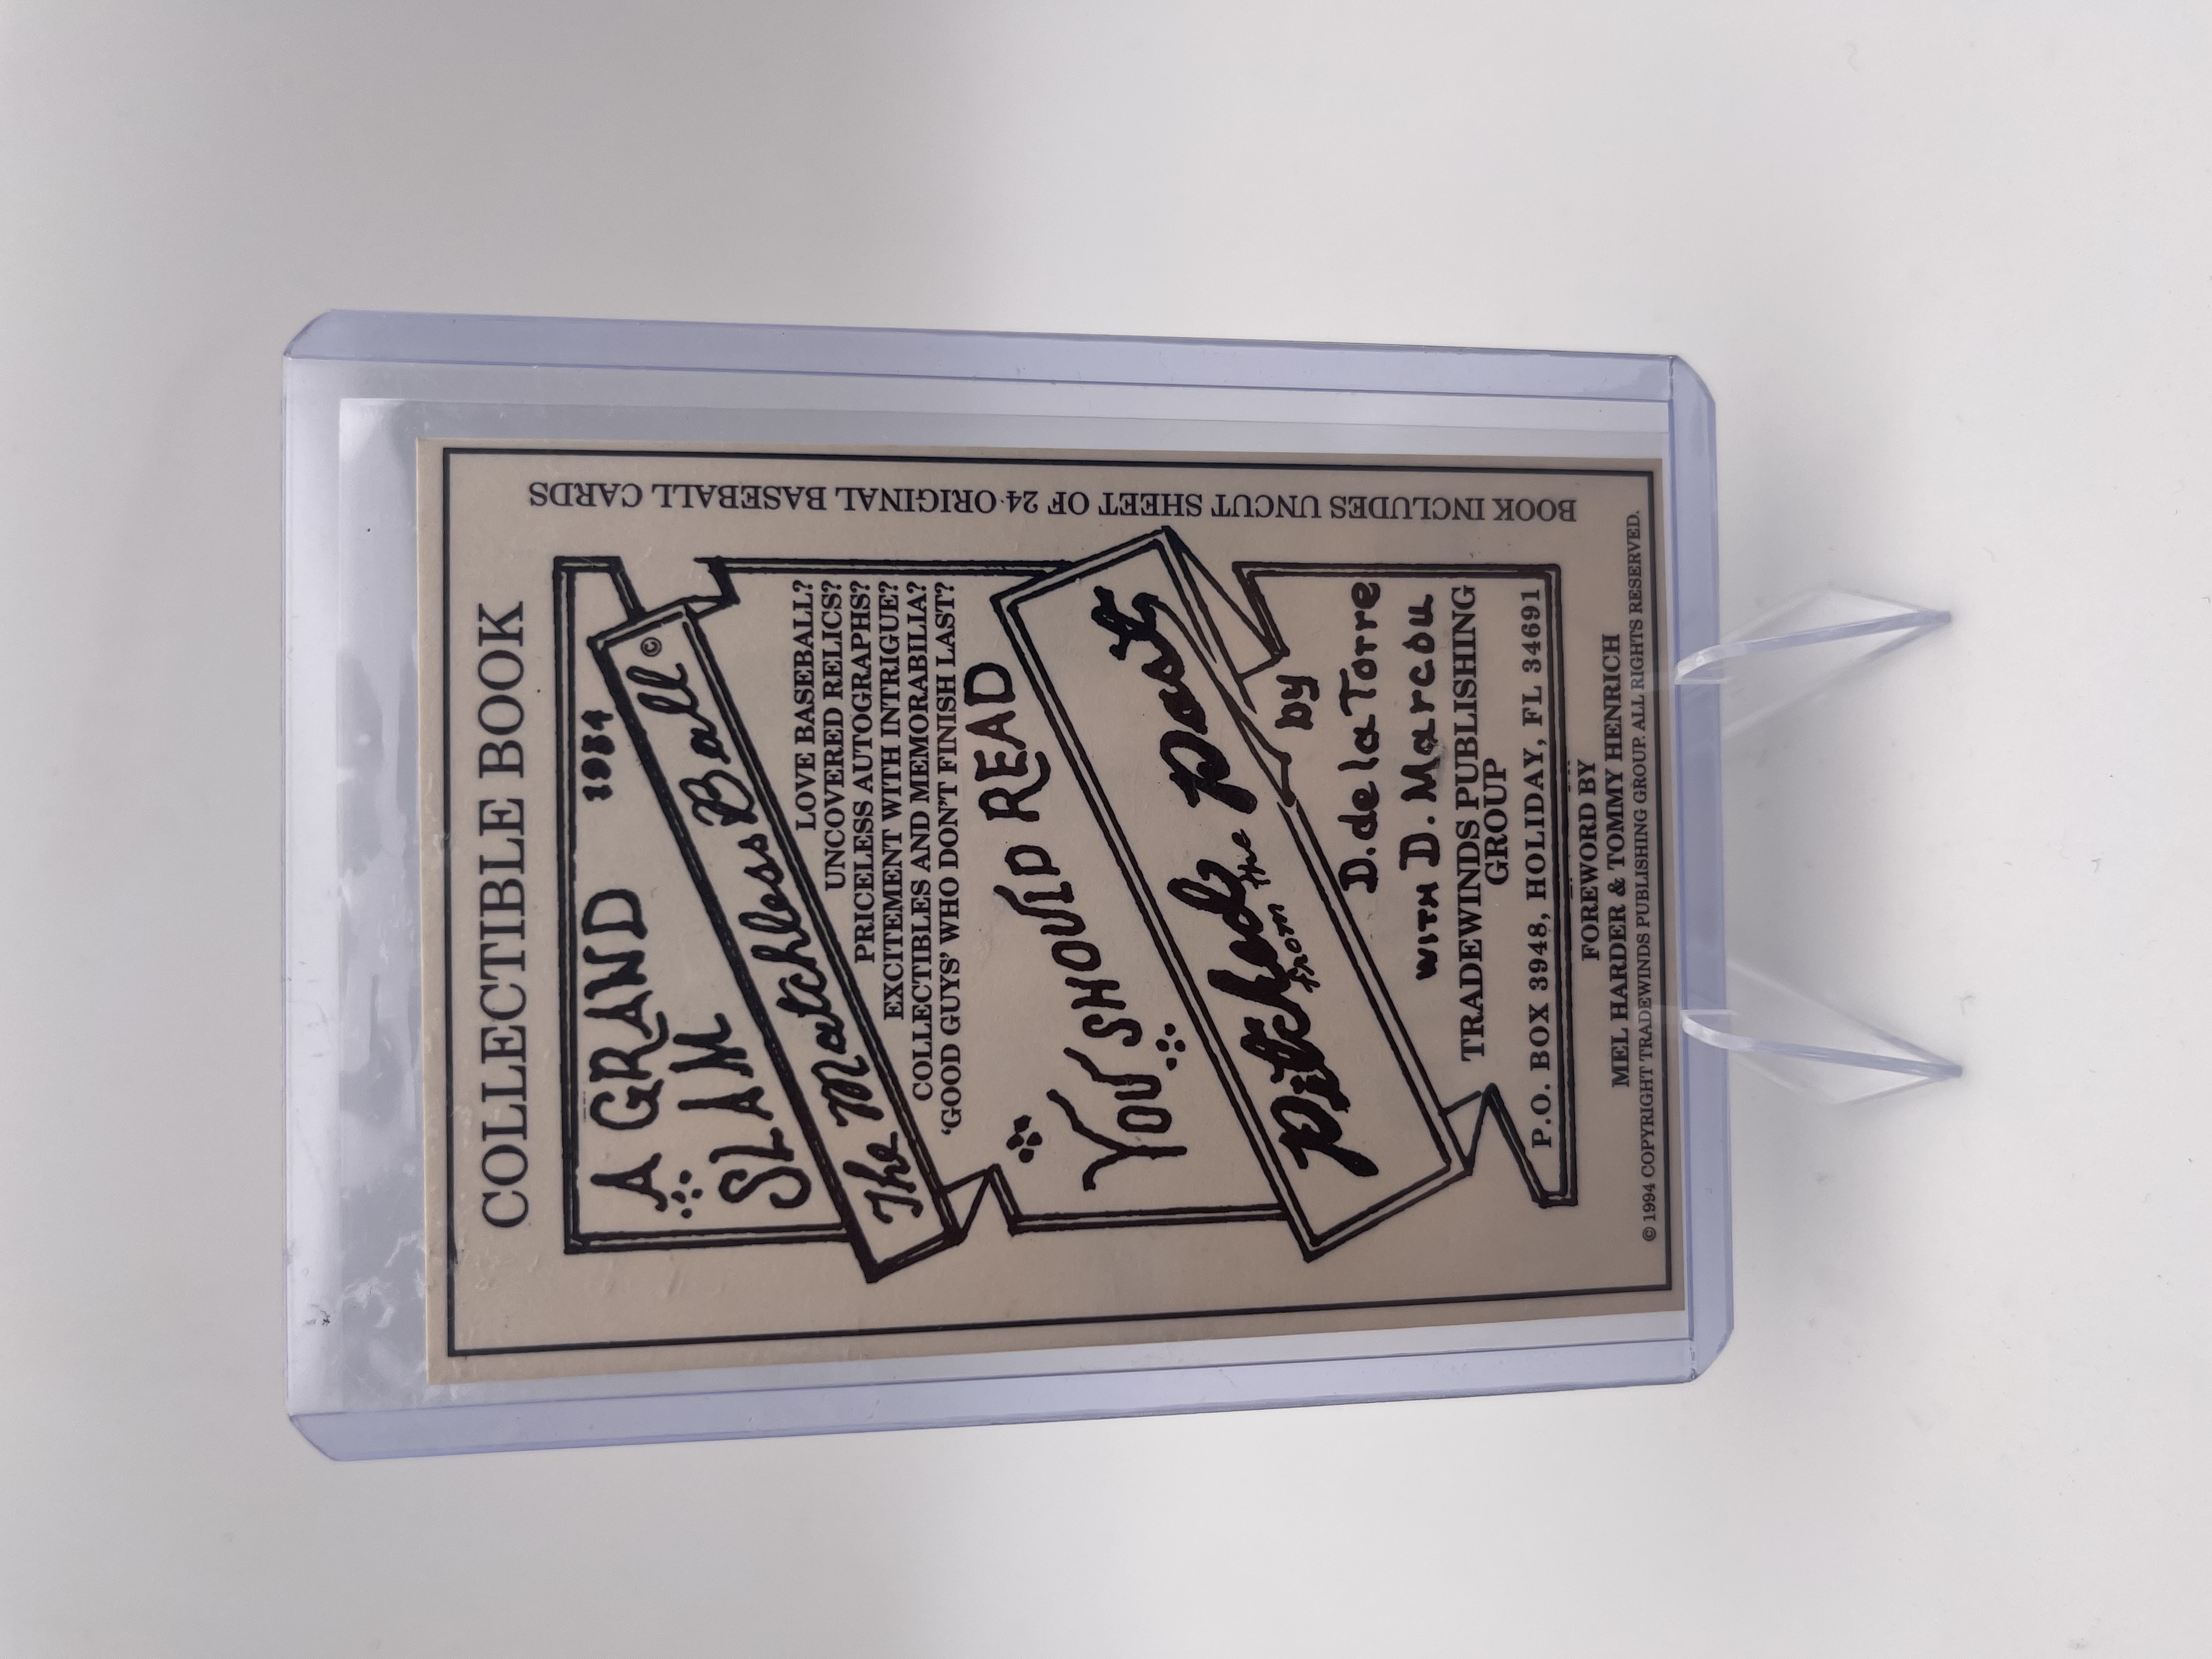 COLLECTIBLE BOOK
A GRAND
1954
SLAM
The Matchless Ball ©
LOVE BASEBALL?
UNCOVERED RELICS?
PRICELESS AUTOGRAPHS?
EXCITEMENT WITH INTRIGUE?
COLLECTIBLES AND MEMORABILIA?
‘GOOD GUYS’ WHO DON’T FINISH LAST?
YOU SHOULD READ
Pitched from the Past
by
D. de la Torre
WITH D. Marcou
TRADEWINDS PUBLISHING
GROUP
P.O. BOX 3948, HOLIDAY, FL 34691
FOREWORD BY
MEL HARDER & TOMMY HENRICH
© 1994 COPYRIGHT TRADEWINDS PUBLISHING GROUP. ALL RIGHTS RESERVED.
BOOK INCLUDES UNCUT SHEET OF 24 ORIGINAL BASEBALL CARDS